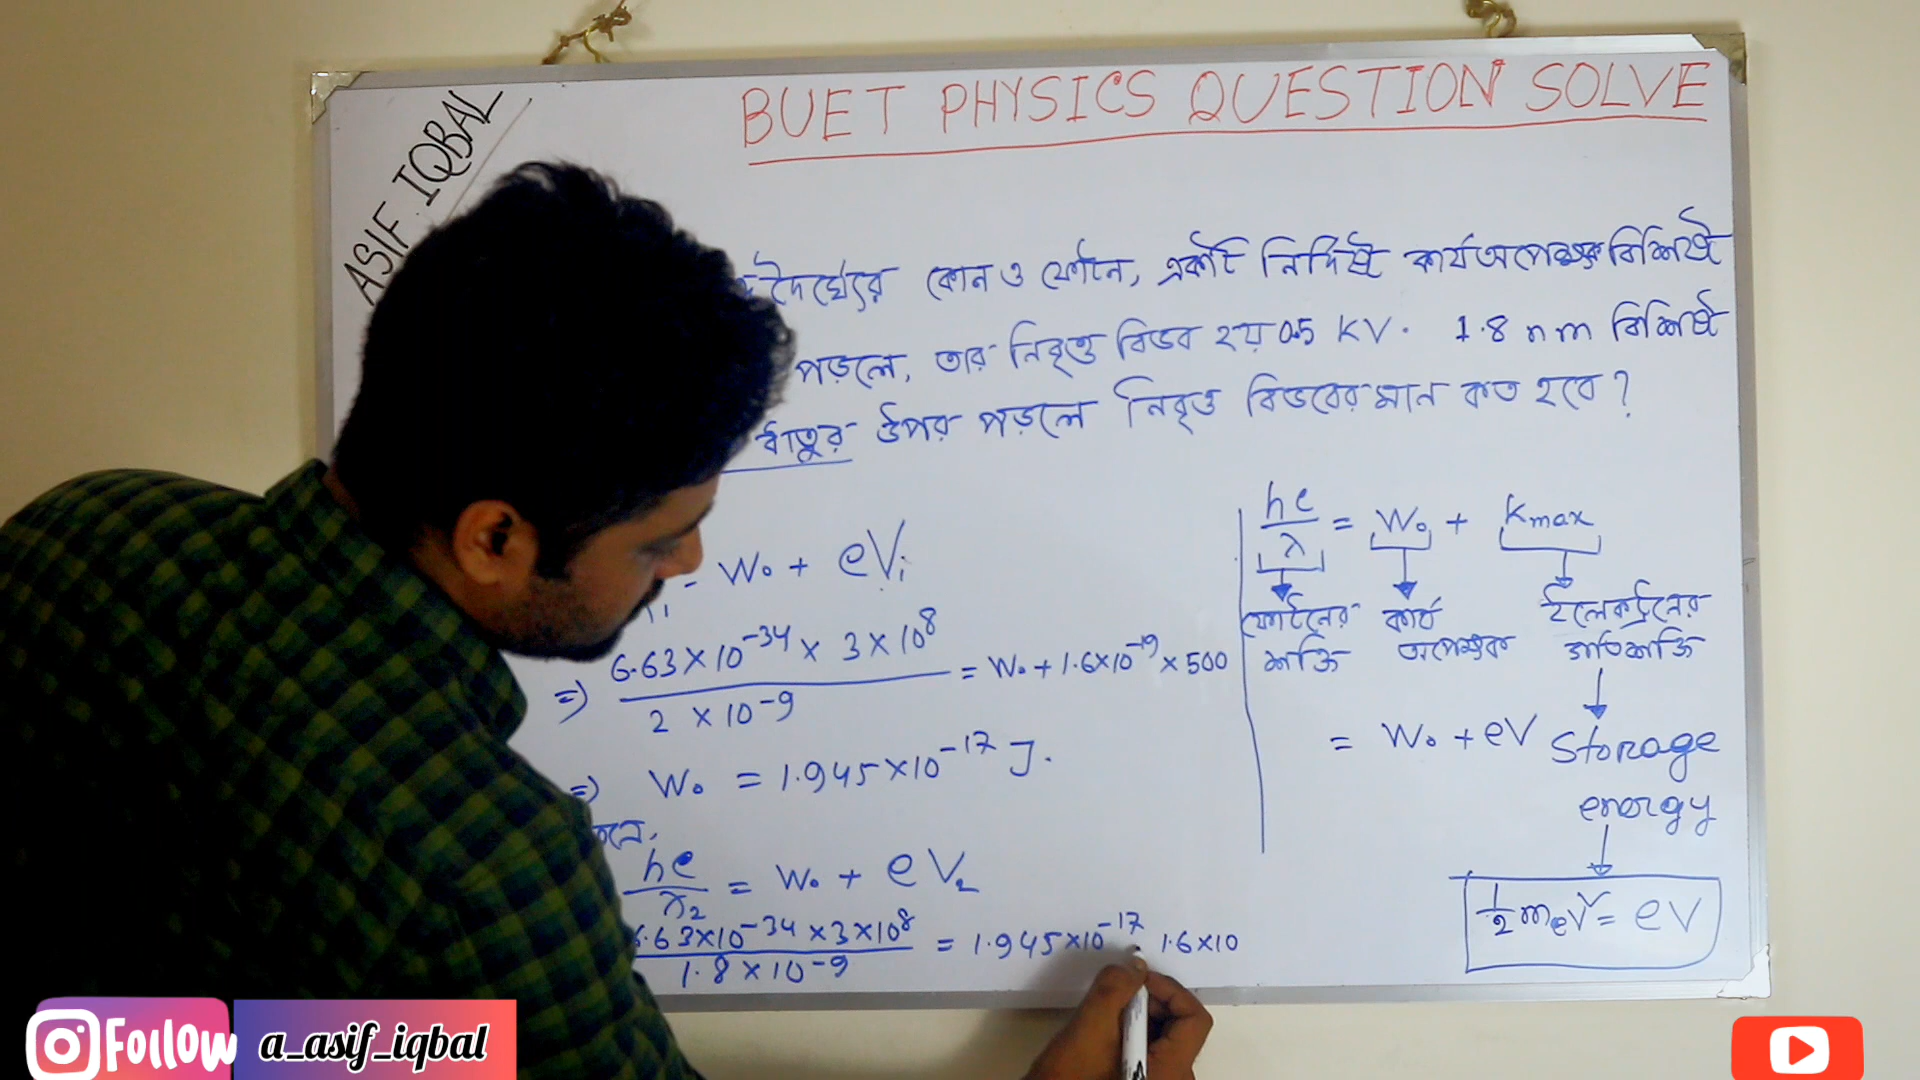 BUET PHYSICS QUESTION SOLVE
ASIF IQBAL
দৈর্ঘ্যের কোন ও ফোটন, একটি নির্দিষ্ট কার্যঅপেক্ষক বিশিষ্ট
পড়লে, তার নিবৃত্ত বিভব হয় 0.5 KV. 1.8 nm বিশিষ্ট
ধাতুর উপর পড়লে নিবৃত্ত বিভবের মান কত হবে?
= W₀ + eV₁
=) 6.63×10⁻³⁴ × 3×10⁸ / 2 × 10⁻⁹ = W₀ + 1.6×10⁻¹⁹ × 500
=) W₀ = 1.945×10⁻¹⁷ J.
hc/λ₂ = W₀ + eV₂
6.63×10⁻³⁴ ×3×10⁸ / 1.8 × 10⁻⁹ = 1.945×10⁻¹⁷ 1.6×10
hc/λ = W₀ + Kmax
ফোটনের শক্তি
কার্য অপেক্ষক
ইলেকট্রনের গতিশক্তি
= W₀ + eV
Storage
energy
½ mₑv² = eV
Follow
a_asif_iqbal